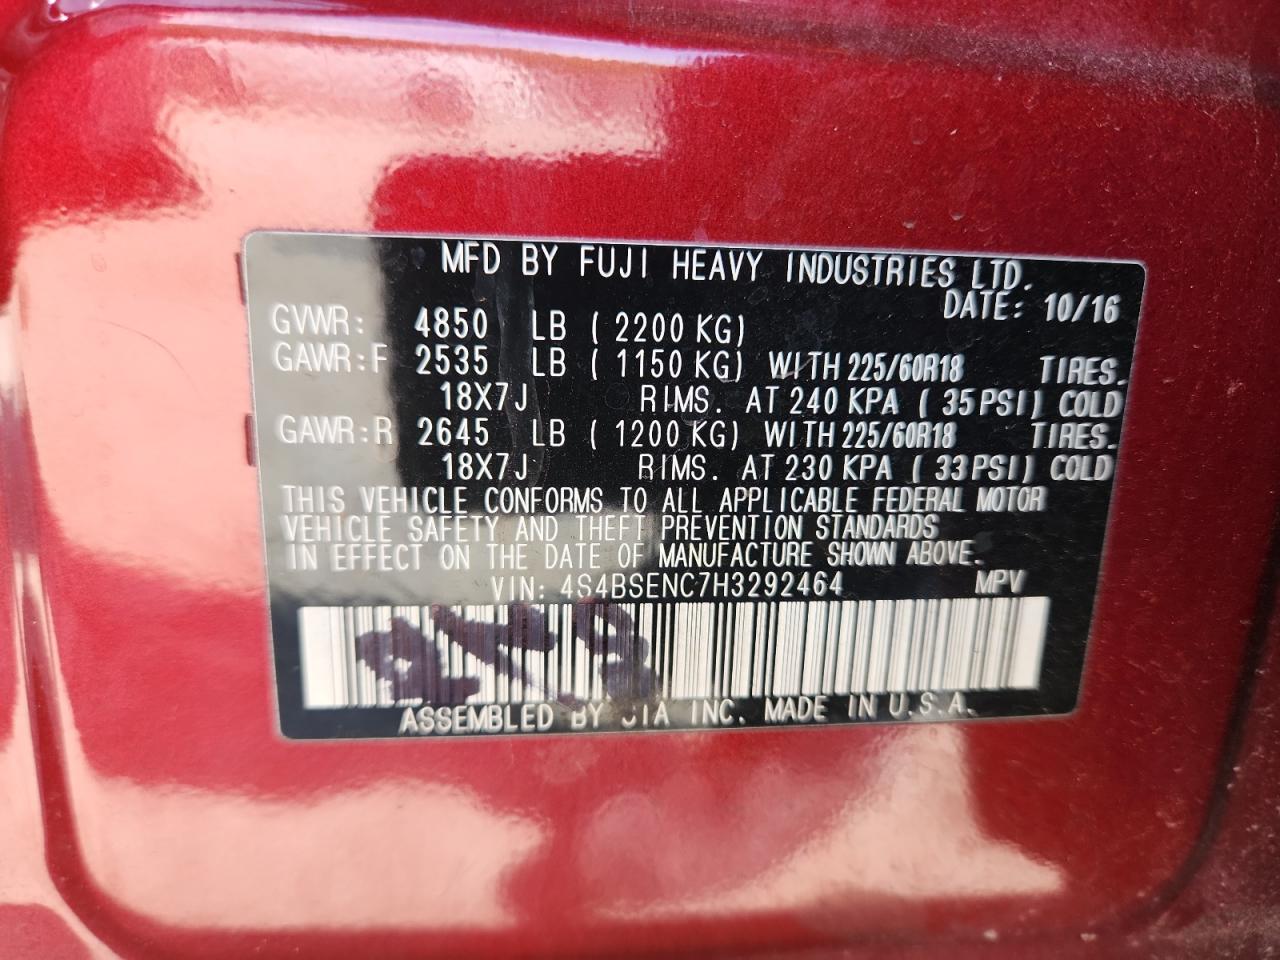 MFD BY FUJI HEAVY INDUSTRIES LTD.
DATE: 10/16
GVWR: 4850 LB ( 2200 KG)
GAWR:F 2535 LB ( 1150 KG) WITH 225/60R18 TIRES.
18X7J RIMS. AT 240 KPA ( 35PSI) COLD
GAWR:R 2645 LB ( 1200 KG) WITH 225/60R18 TIRES.
18X7J RIMS. AT 230 KPA ( 33PSI) COLD
THIS VEHICLE CONFORMS TO ALL APPLICABLE FEDERAL MOTOR
VEHICLE SAFETY AND THEFT PREVENTION STANDARDS
IN EFFECT ON THE DATE OF MANUFACTURE SHOWN ABOVE.
VIN: 4S4BSENC7H3292464 MPV
ASSEMBLED BY SIA INC. MADE IN U.S.A.